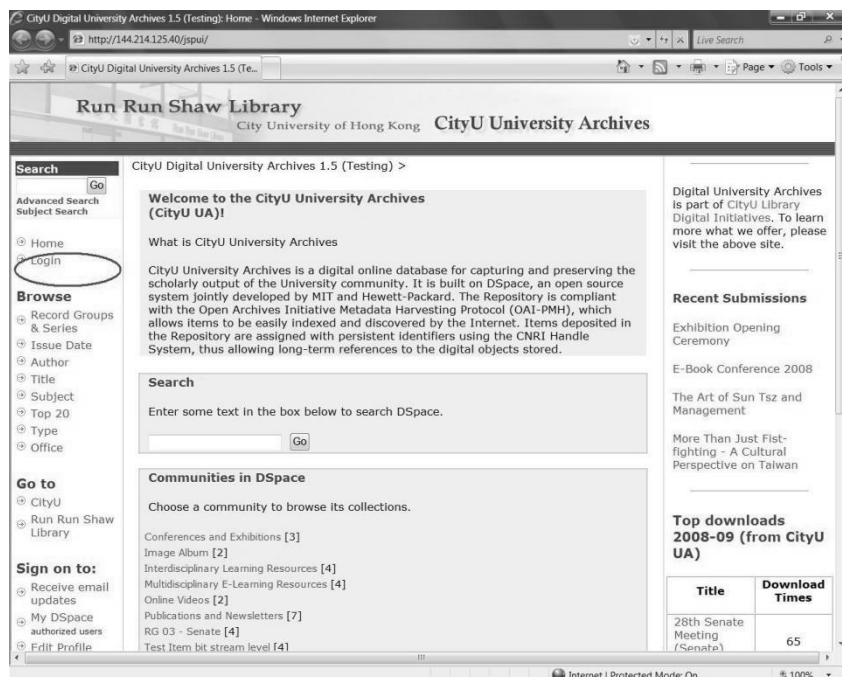 CityU Digital University Archives 1.5 (Testing): Home - Windows Internet Explorer
http://144.214.125.40/jspui/
Live Search
CityU Digital University Archives 1.5 (Te...
Page
Tools
Run Run Shaw Library
City University of Hong Kong
CityU University Archives
Search
Go
Advanced Search
Subject Search
Home
Login
Browse
Record Groups
& Series
Issue Date
Author
Title
Subject
Top 20
Type
Office
Go to
CityU
Run Run Shaw
Library
Sign on to:
Receive email
updates
My DSpace
authorized users
Edit Profile
CityU Digital University Archives 1.5 (Testing) >
Welcome to the CityU University Archives
(CityU UA)!
What is CityU University Archives
CityU University Archives is a digital online database for capturing and preserving the
scholarly output of the University community. It is built on DSpace, an open source
system jointly developed by MIT and Hewett-Packard. The Repository is compliant
with the Open Archives Initiative Metadata Harvesting Protocol (OAI-PMH), which
allows items to be easily indexed and discovered by the Internet. Items deposited in
the Repository are assigned with persistent identifiers using the CNRI Handle
System, thus allowing long-term references to the digital objects stored.
Search
Enter some text in the box below to search DSpace.
Go
Communities in DSpace
Choose a community to browse its collections.
Conferences and Exhibitions [3]
Image Album [2]
Interdisciplinary Learning Resources [4]
Multidisciplinary E-Learning Resources [4]
Online Videos [2]
Publications and Newsletters [7]
RG 03 - Senate [4]
Test Item bit stream level [4]
Digital University Archives
is part of CityU Library
Digital Initiatives. To learn
more what we offer, please
visit the above site.
Recent Submissions
Exhibition Opening
Ceremony
E-Book Conference 2008
The Art of Sun Tsz and
Management
More Than Just Fist-
fighting - A Cultural
Perspective on Taiwan
Top downloads
2008-09 (from CityU
UA)
Title
Download
Times
28th Senate
Meeting
(Senate)
65
Internet | Protected Mode: On
100%